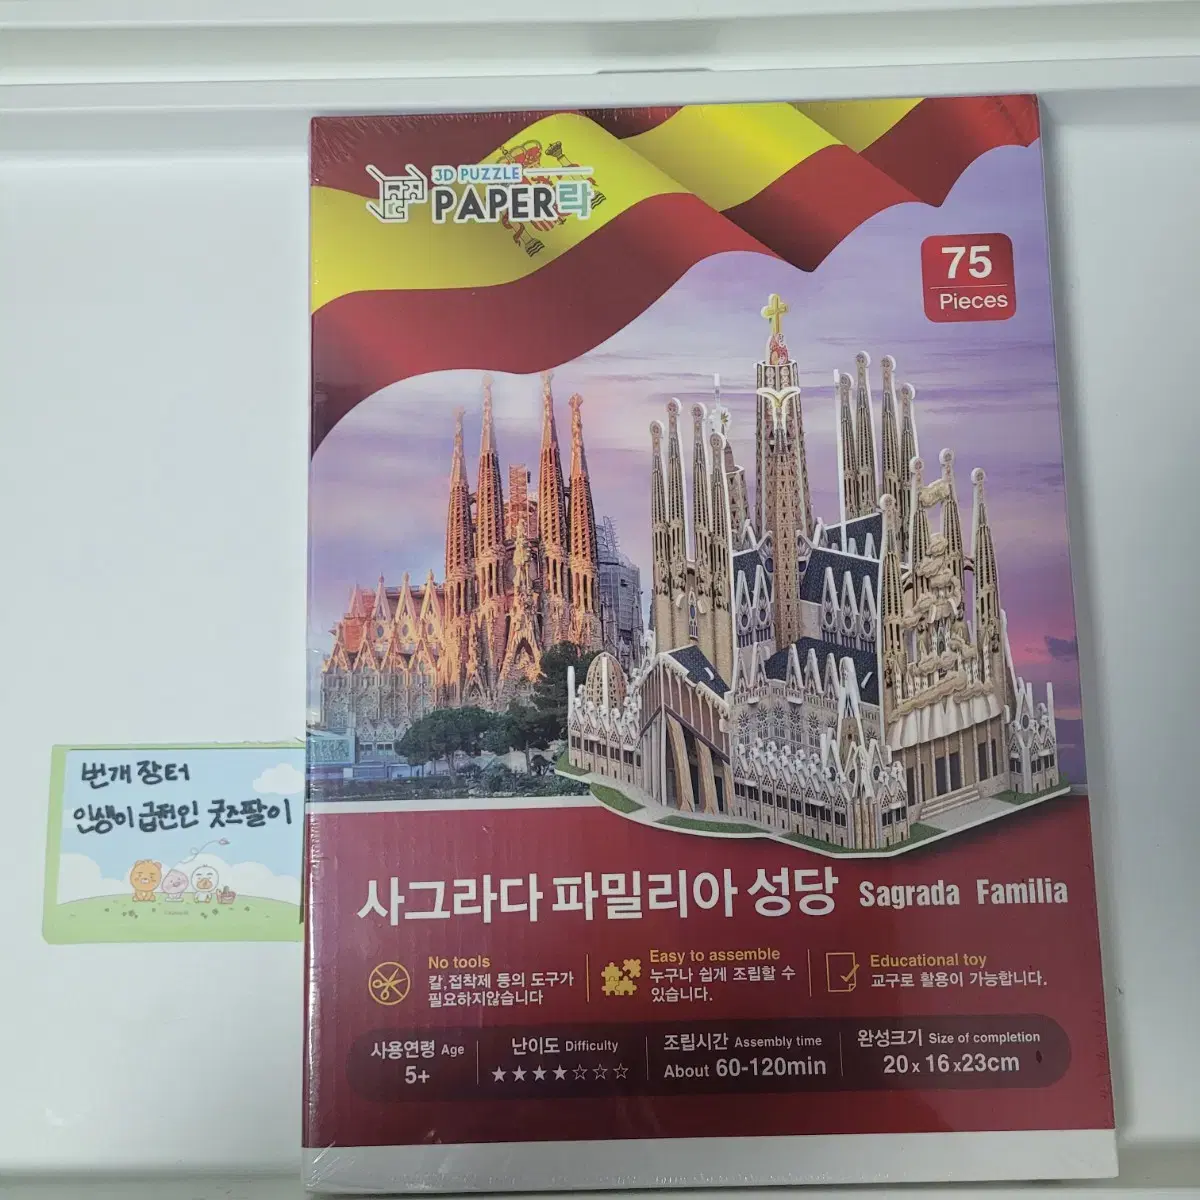 3D PUZZLE
PAPER락
75
Pieces
번개장터
인생이 급전인 굿즈팔이
사그라다 파밀리아 성당 Sagrada Familia
No tools
칼,접착제 등의 도구가
필요하지않습니다
Easy to assemble
누구나 쉽게 조립할 수
있습니다.
Educational toy
교구로 활용이 가능합니다.
사용연령 Age
5+
난이도 Difficulty
★★★★☆☆☆
조립시간 Assembly time
About 60-120min
완성크기 Size of completion
20 x 16 x23cm